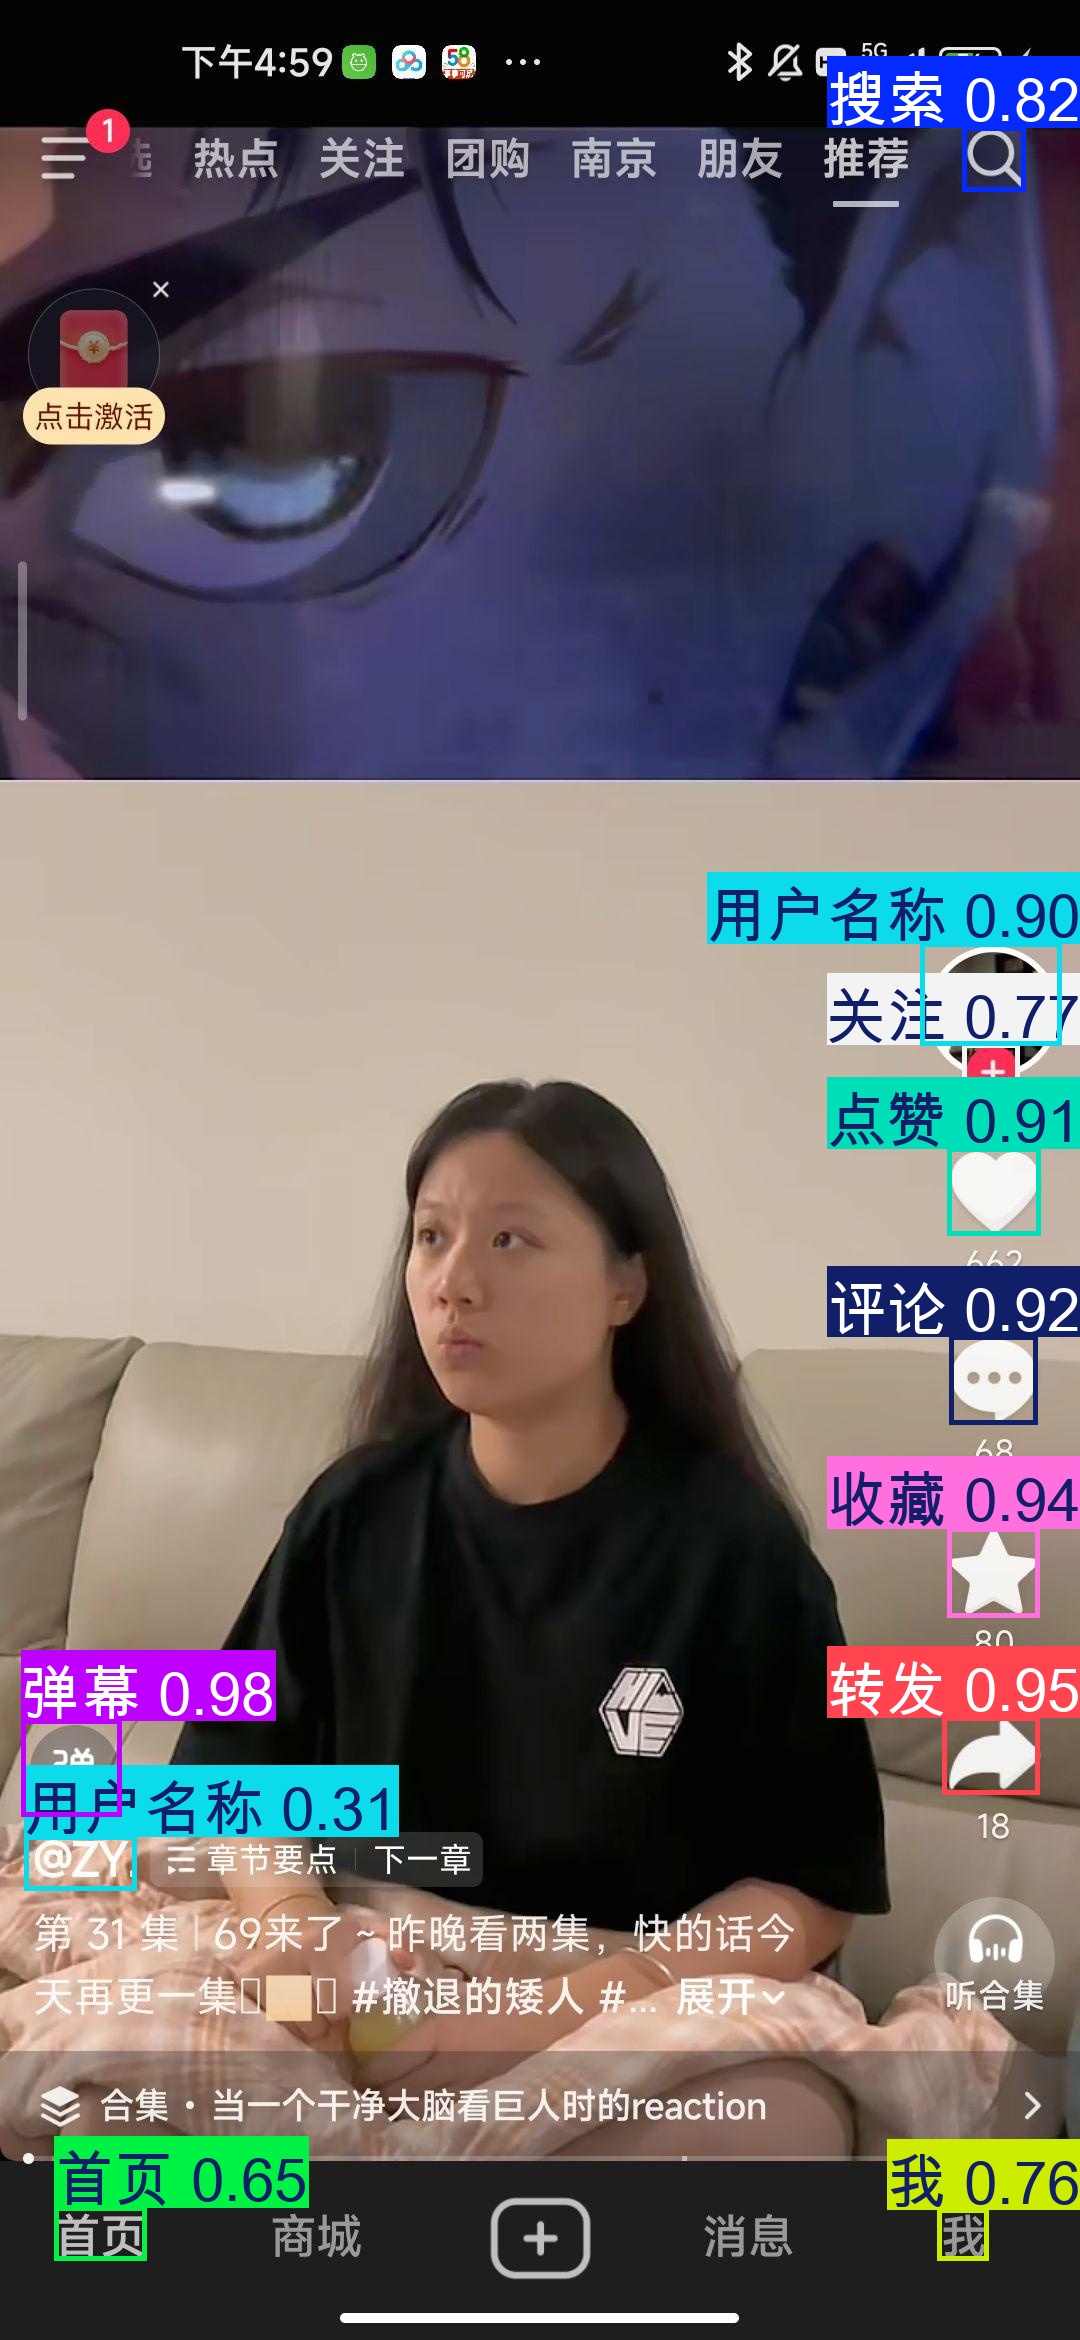 下午4:59 58 ... 5G
搜索 0.82
1
选 热点 关注 团购 南京 朋友 推荐
点击激活
用户名称 0.90
关注 0.77
点赞 0.91
662
评论 0.92
68
收藏 0.94
80
HLVE
弹幕 0.98
转发 0.95
弹
用户名称 0.31
18
@ZY. 章节要点 下一章
第 31 集 | 69来了 ~ 昨晚看两集，快的话今
天再更一集 #撤退的矮人 #... 展开
听合集
合集 · 当一个干净大脑看巨人时的reaction
首页 0.65
我 0.76
首页 商城 消息 我